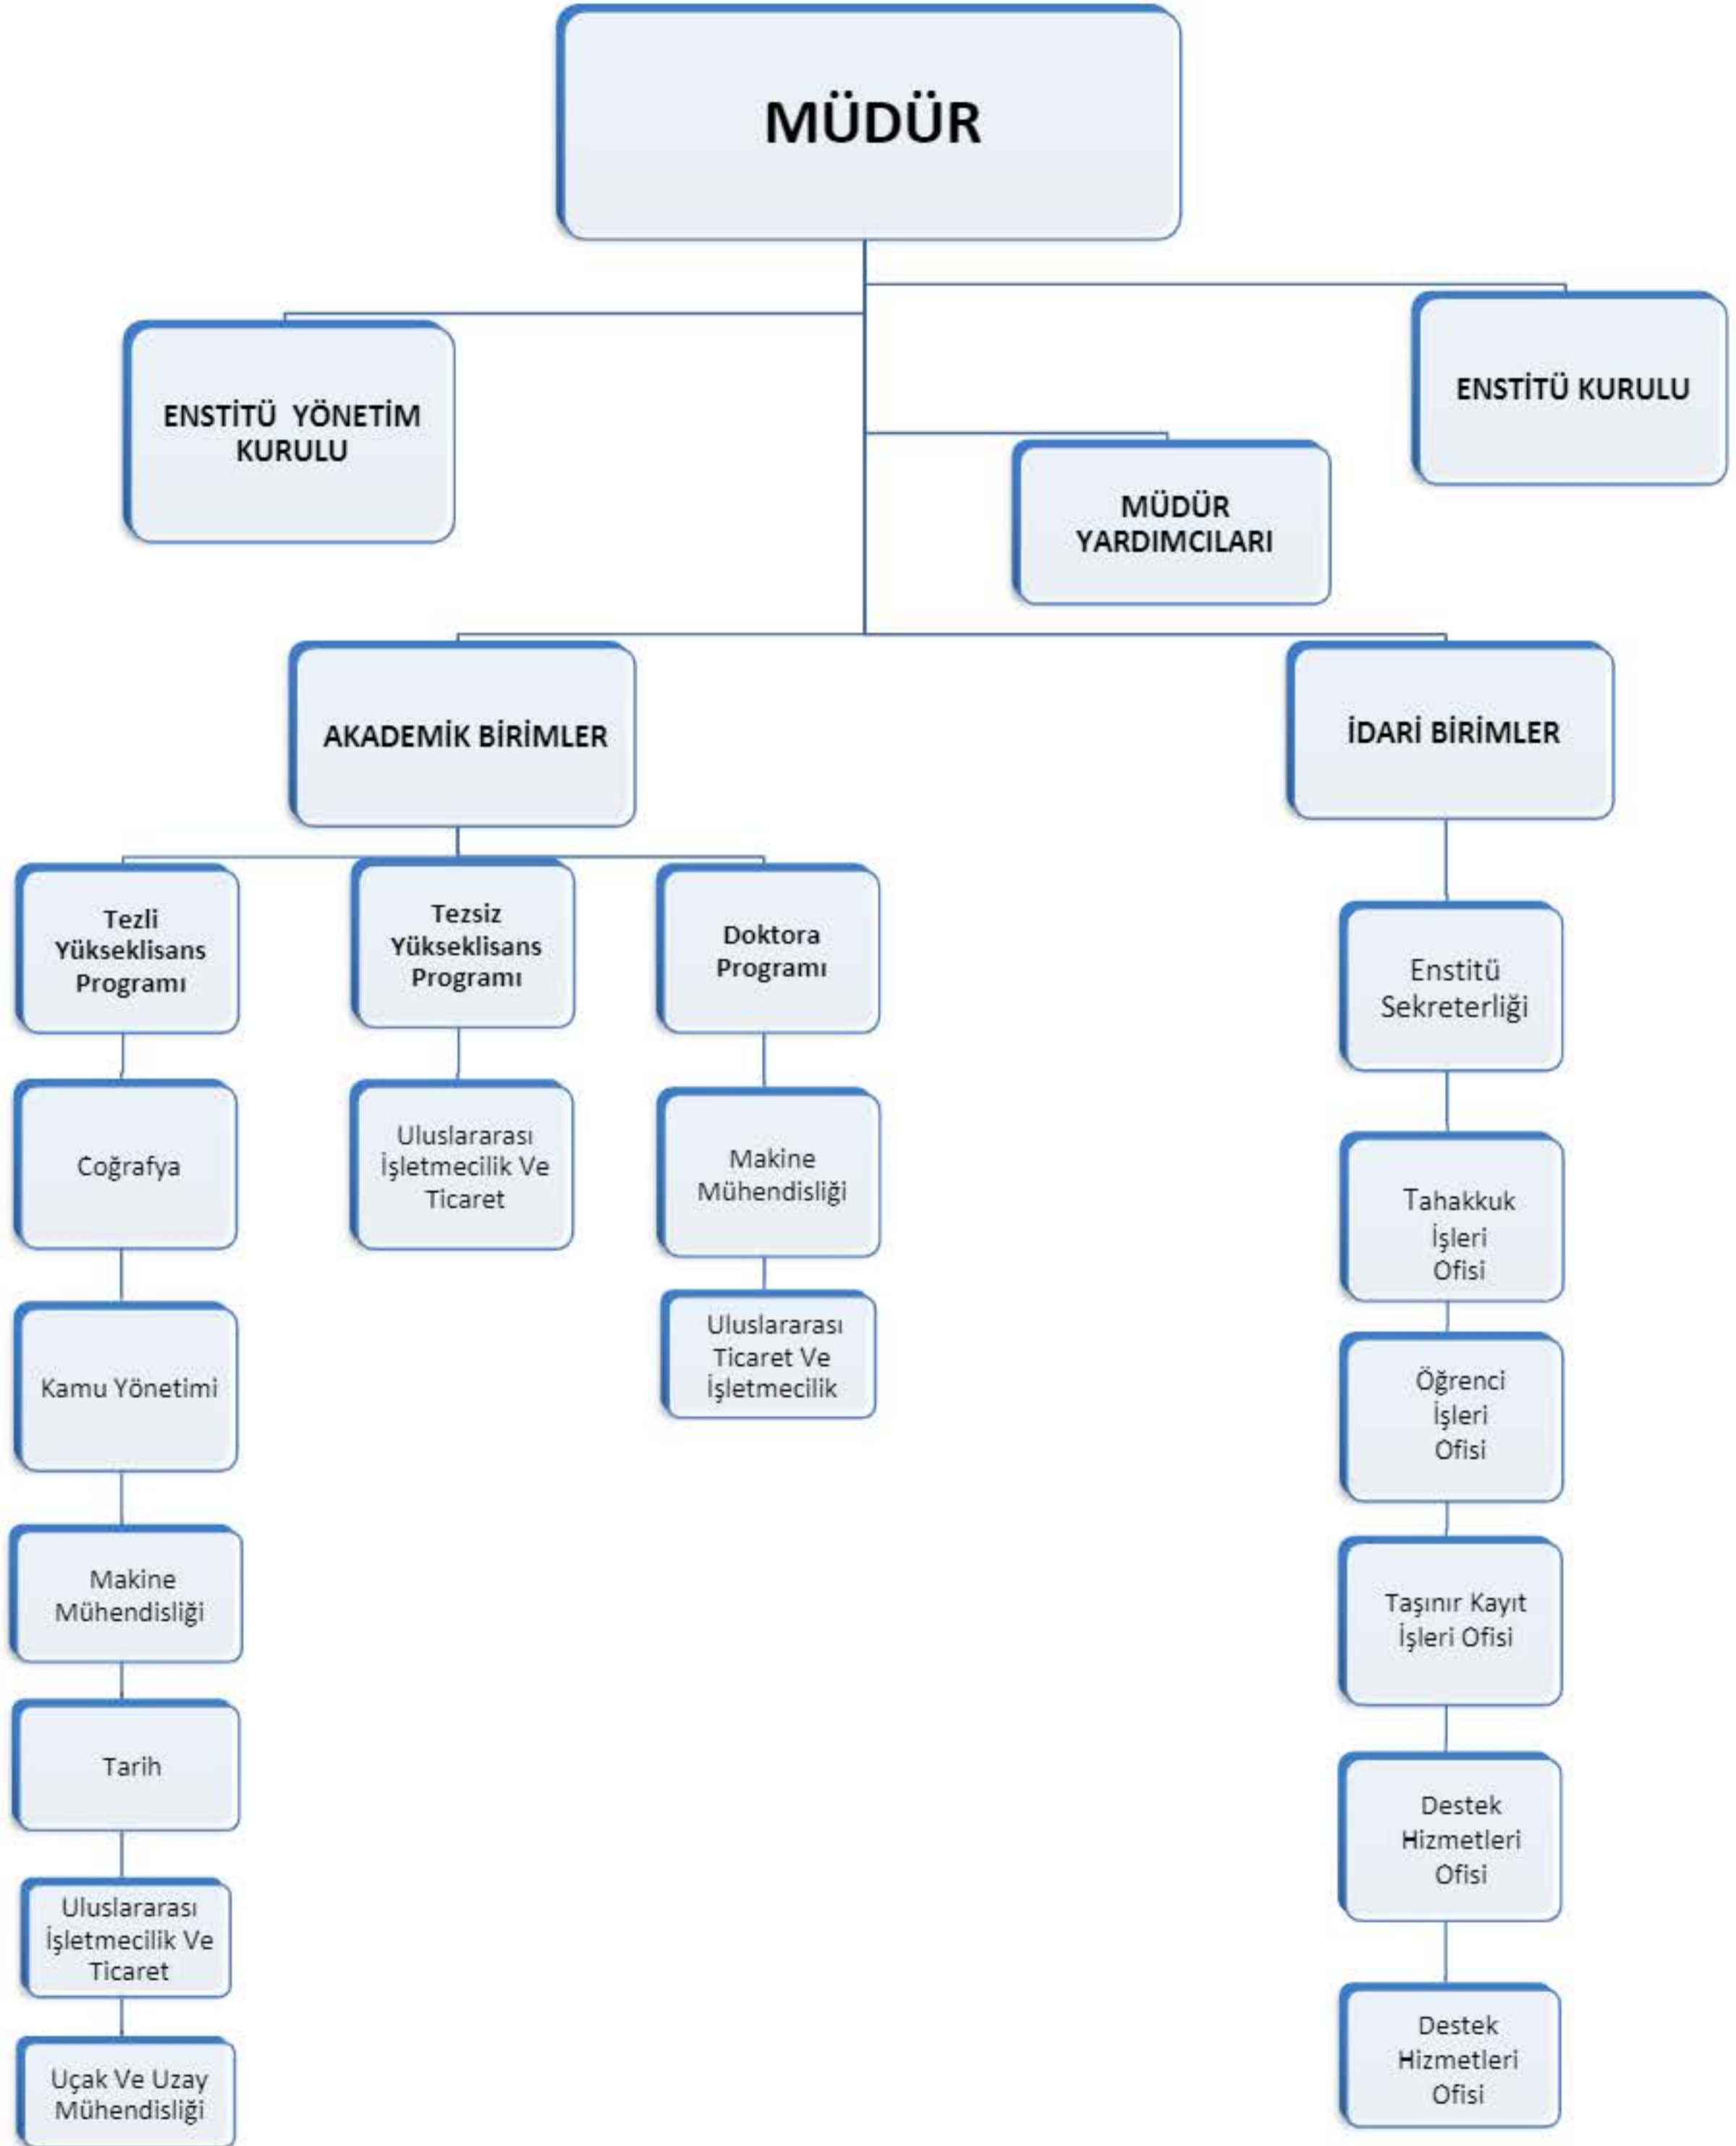 MÜDÜR
ENSTİTÜ YÖNETİM
KURULU
ENSTİTÜ KURULU
MÜDÜR
YARDIMCILARI
AKADEMİK BİRİMLER
İDARİ BİRİMLER
Tezli
Yükseklisans
Programı
Tezsiz
Yükseklisans
Programı
Doktora
Programı
Coğrafya
Kamu Yönetimi
Makine
Mühendisliği
Tarih
Uluslararası
İşletmecilik Ve
Ticaret
Uçak Ve Uzay
Mühendisliği
Uluslararası
İşletmecilik Ve
Ticaret
Makine
Mühendisliği
Uluslararası
Ticaret Ve
İşletmecilik
Enstitü
Sekreterliği
Tahakkuk
İşleri
Ofisi
Öğrenci
İşleri
Ofisi
Taşınır Kayıt
İşleri Ofisi
Destek
Hizmetleri
Ofisi
Destek
Hizmetleri
Ofisi